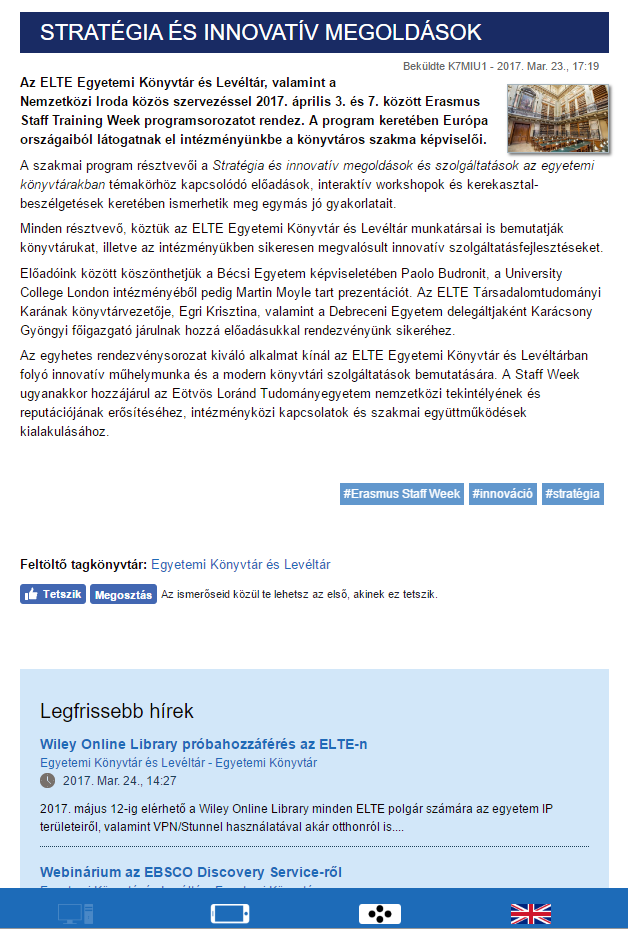 STRATÉGIA ÉS INNOVATÍV MEGOLDÁSOK
Beküldte K7MIU1 - 2017. Mar. 23., 17:19
Az ELTE Egyetemi Könyvtár és Levéltár, valamint a
Nemzetközi Iroda közös szervezéssel 2017. április 3. és 7. között Erasmus
Staff Training Week programsorozatot rendez. A program keretében Európa
országaiból látogatnak el intézményünkbe a könyvtáros szakma képviselői.
A szakmai program résztvevői a Stratégia és innovatív megoldások és szolgáltatások az egyetemi
könyvtárakban témakörhöz kapcsolódó előadások, interaktív workshopok és kerekasztal-
beszélgetések keretében ismerhetik meg egymás jó gyakorlatait.
Minden résztvevő, köztük az ELTE Egyetemi Könyvtár és Levéltár munkatársai is bemutatják
könyvtárukat, illetve az intézményükben sikeresen megvalósult innovatív szolgáltatásfejlesztéseket.
Előadóink között köszönthetjük a Bécsi Egyetem képviseletében Paolo Budronit, a University
College London intézményéből pedig Martin Moyle tart prezentációt. Az ELTE Társadalomtudományi
Karának könyvtárvezetője, Egri Krisztina, valamint a Debreceni Egyetem delegáltjaként Karácsony
Gyöngyi főigazgató járulnak hozzá előadásukkal rendezvényünk sikeréhez.
Az egyhetes rendezvénysorozat kiváló alkalmat kínál az ELTE Egyetemi Könyvtár és Levéltárban
folyó innovatív műhelymunka és a modern könyvtári szolgáltatások bemutatására. A Staff Week
ugyanakkor hozzájárul az Eötvös Loránd Tudományegyetem nemzetközi tekintélyének és
reputációjának erősítéséhez, intézményközi kapcsolatok és szakmai együttműködések
kialakulásához.
#Erasmus Staff Week #innováció #stratégia
Feltöltő tagkönyvtár: Egyetemi Könyvtár és Levéltár
Tetszik Megosztás Az ismerőseid közül te lehetsz az első, akinek ez tetszik.
Legfrissebb hírek
Wiley Online Library próbahozzáférés az ELTE-n
Egyetemi Könyvtár és Levéltár - Egyetemi Könyvtár
2017. Mar. 24., 14:27
2017. május 12-ig elérhető a Wiley Online Library minden ELTE polgár számára az egyetem IP
területeiről, valamint VPN/Stunnel használatával akár otthonról is....
Webinárium az EBSCO Discovery Service-ről